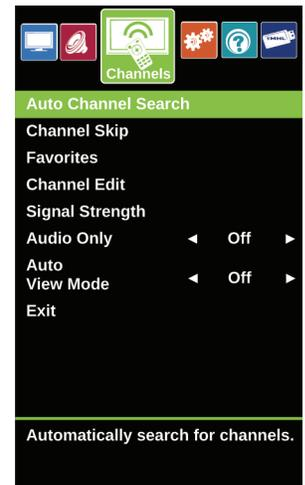 Channels
Auto Channel Search
Channel Skip
Favorites
Channel Edit
Signal Strength
Audio Only ◄ Off ►
Auto
View Mode ◄ Off ►
Exit
Automatically search for channels.